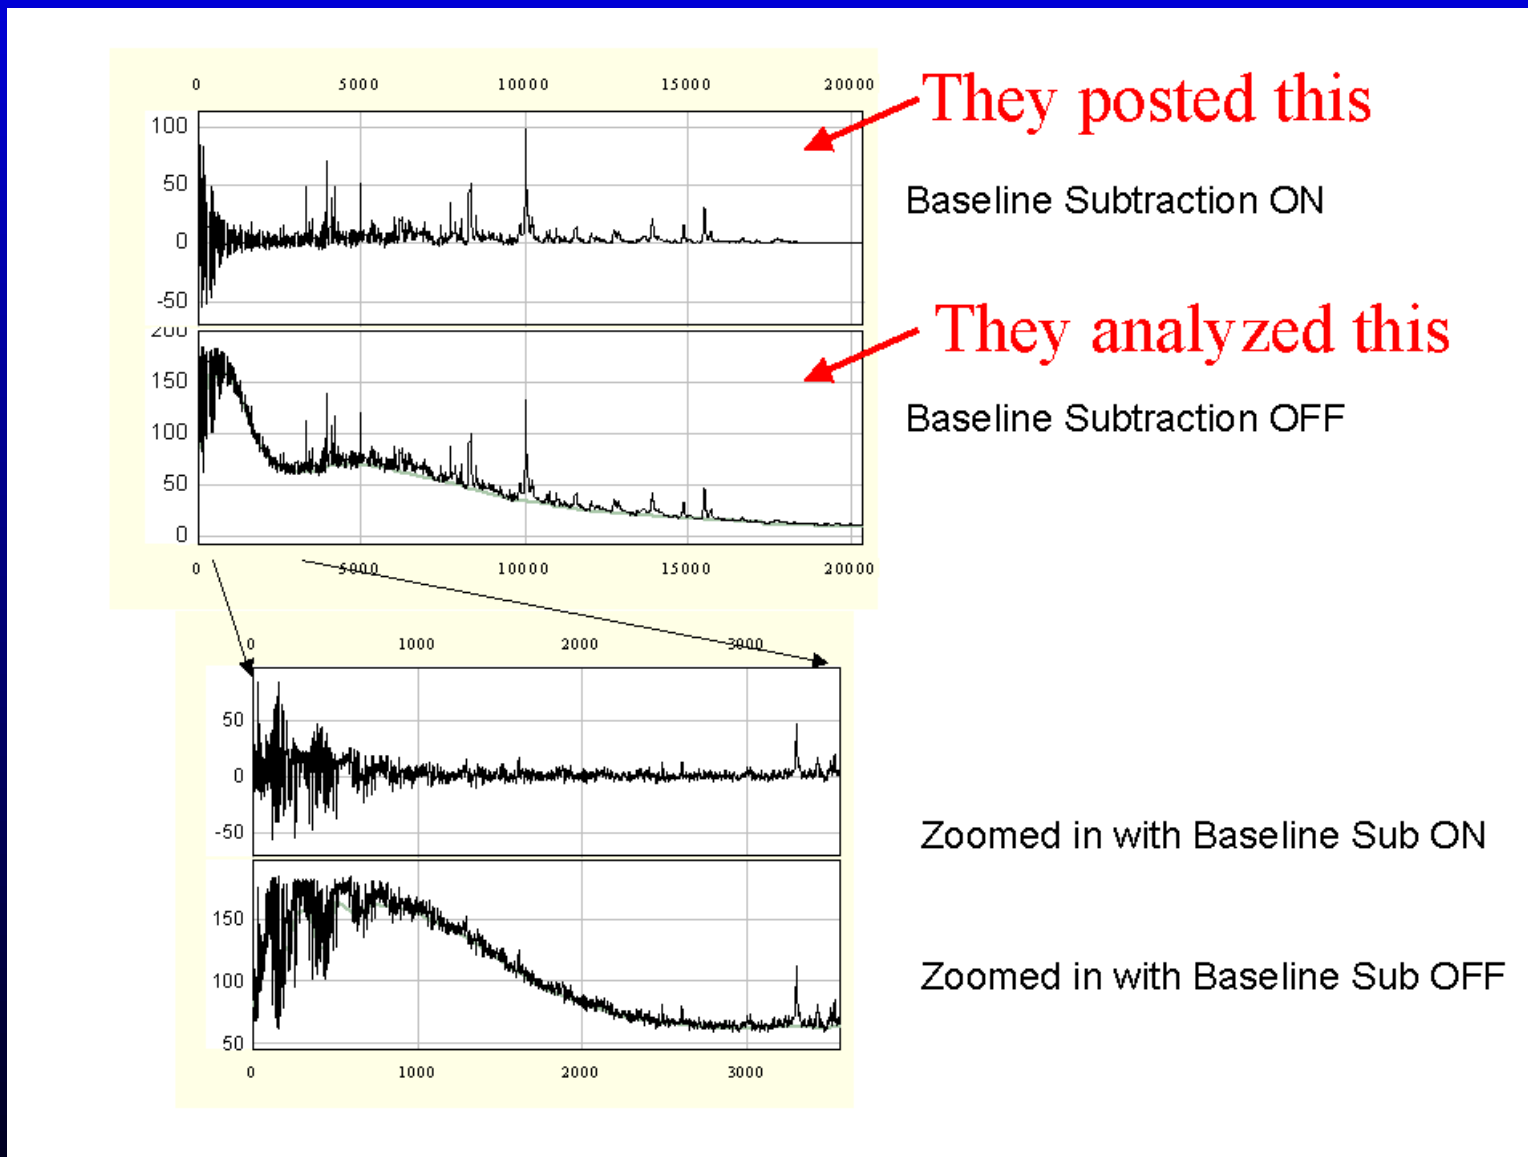 0 5000 10000 15000 20000
They posted this
100
50
Baseline Subtraction ON
0
-50
They analyzed this
200
150
Baseline Subtraction OFF
100
50
0
0 5000 10000 15000 20000
0 1000 2000 3000
50
0
-50
Zoomed in with Baseline Sub ON
150
100
Zoomed in with Baseline Sub OFF
50
0 1000 2000 3000